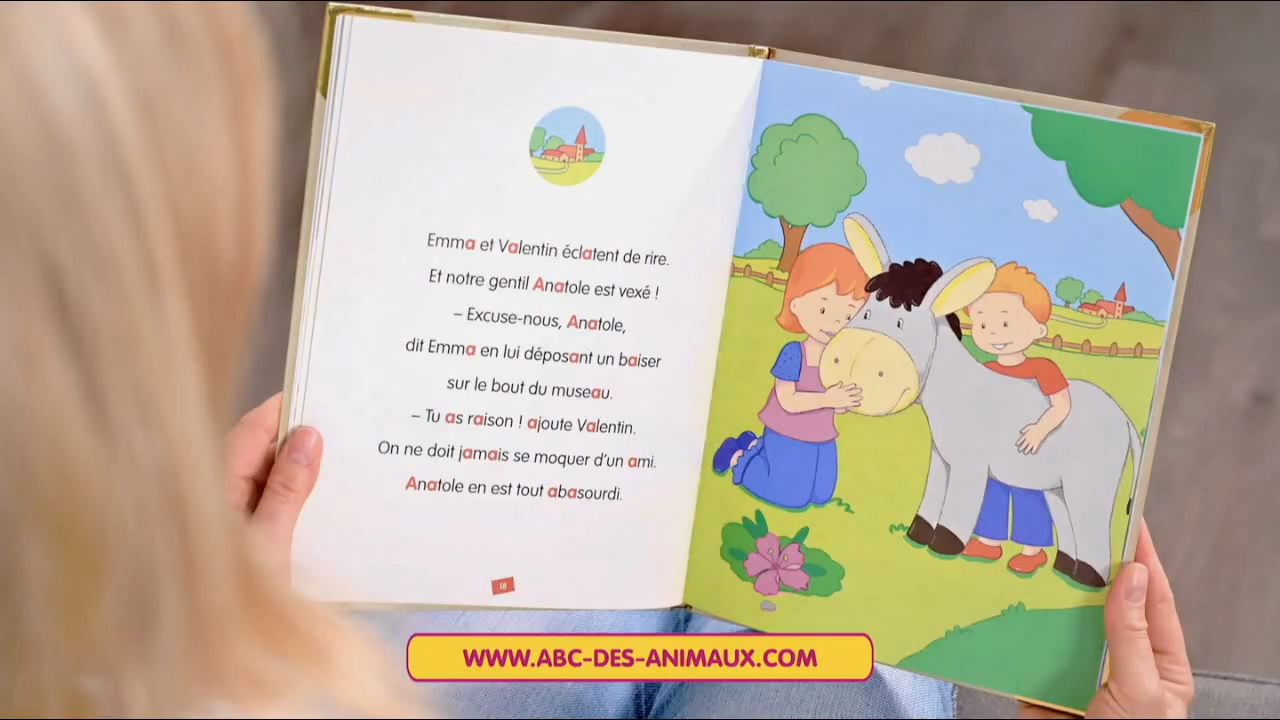 Emma et Valentin éclatent de rire.
Et notre gentil Anatole est vexé !
– Excuse-nous, Anatole,
dit Emma en lui déposant un baiser
sur le bout du museau.
– Tu as raison ! ajoute Valentin.
On ne doit jamais se moquer d'un ami.
Anatole en est tout abasourdi.
18
WWW.ABC-DES-ANIMAUX.COM